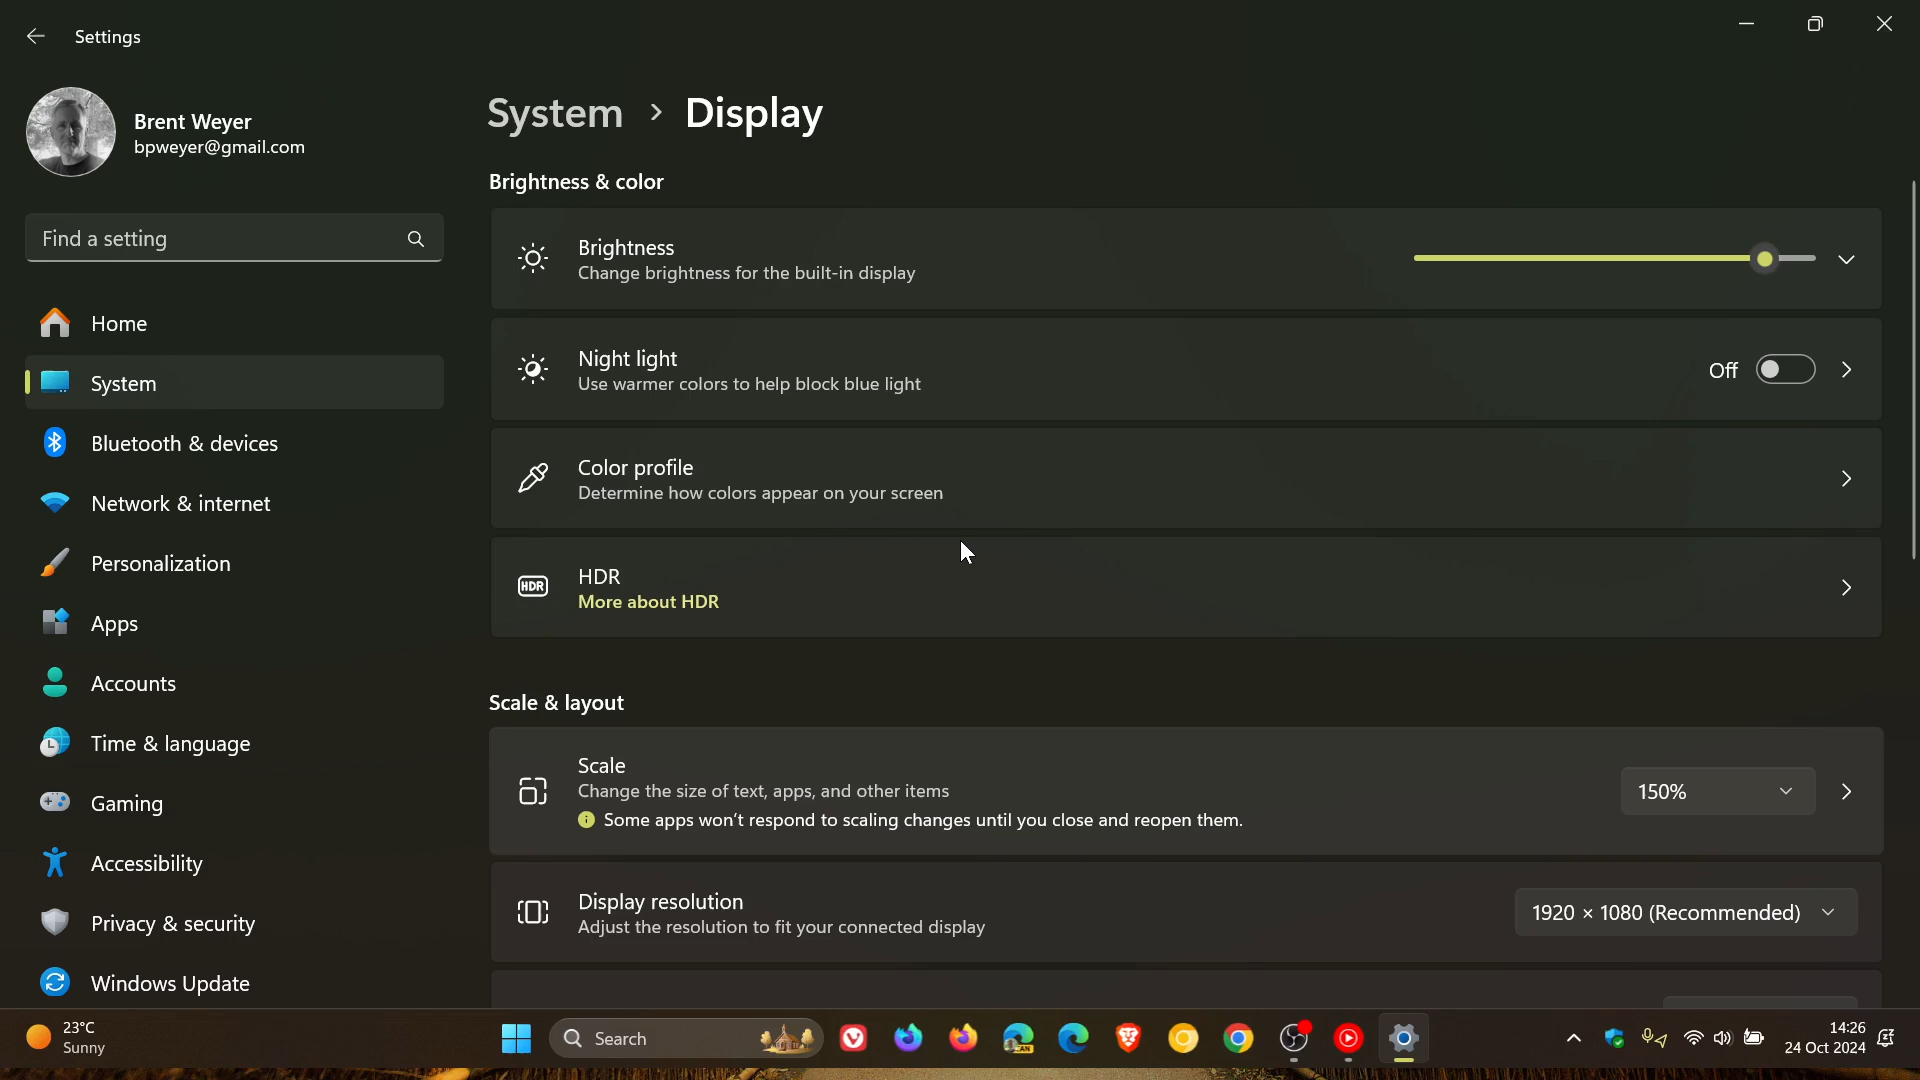 Settings
Brent Weyer
bpweyer@gmail.com
Find a setting
Home
System
Bluetooth & devices
Network & internet
Personalization
Apps
Accounts
Time & language
Gaming
Accessibility
Privacy & security
Windows Update
System > Display
Brightness & color
Brightness
Change brightness for the built-in display
Night light
Use warmer colors to help block blue light
Off
Color profile
Determine how colors appear on your screen
HDR
HDR
More about HDR
Scale & layout
Scale
Change the size of text, apps, and other items
Some apps won't respond to scaling changes until you close and reopen them.
150%
Display resolution
Adjust the resolution to fit your connected display
1920 × 1080 (Recommended)
23°C
Sunny
Search
CAN
14:26
24 Oct 2024